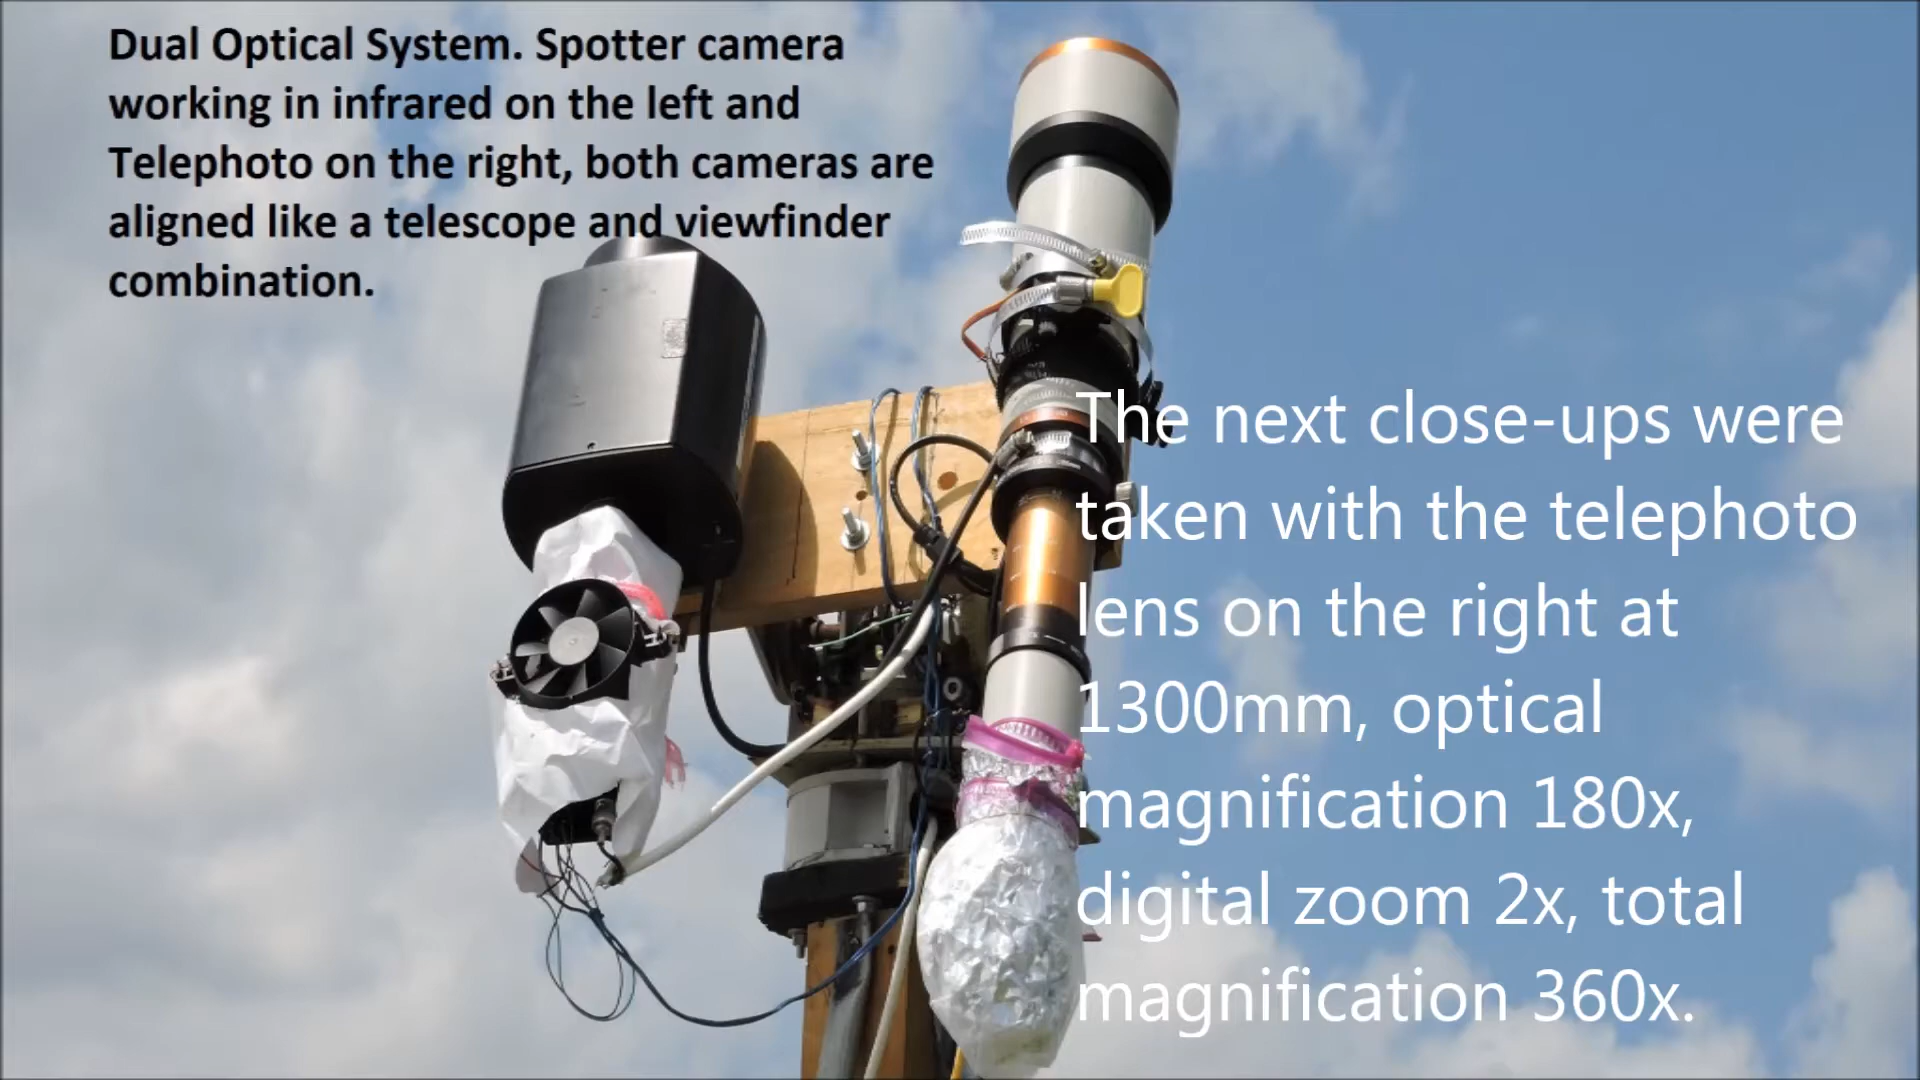 Dual Optical System. Spotter camera
working in infrared on the left and
Telephoto on the right, both cameras are
aligned like a telescope and viewfinder
combination.
The next close-ups were
taken with the telephoto
lens on the right at
1300mm, optical
magnification 180x,
digital zoom 2x, total
magnification 360x.